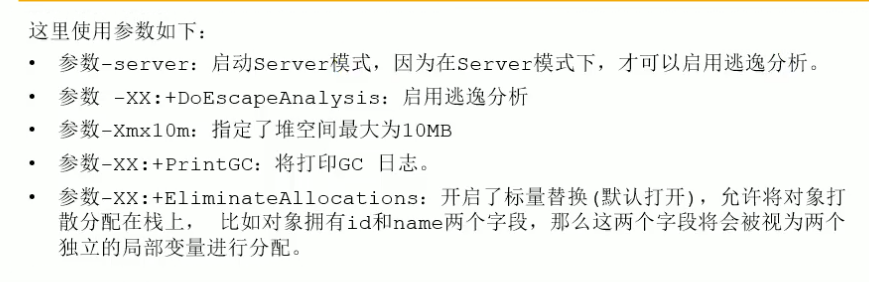 这里使用参数如下：
• 参数-server：启动Server模式，因为在Server模式下，才可以启用逃逸分析。
• 参数 -XX:+DoEscapeAnalysis：启用逃逸分析
• 参数-Xmx10m：指定了堆空间最大为10MB
• 参数-XX:+PrintGC：将打印GC 日志。
• 参数-XX:+EliminateAllocations：开启了标量替换(默认打开)，允许将对象打
散分配在栈上， 比如对象拥有id和name两个字段，那么这两个字段将会被视为两个
独立的局部变量进行分配。